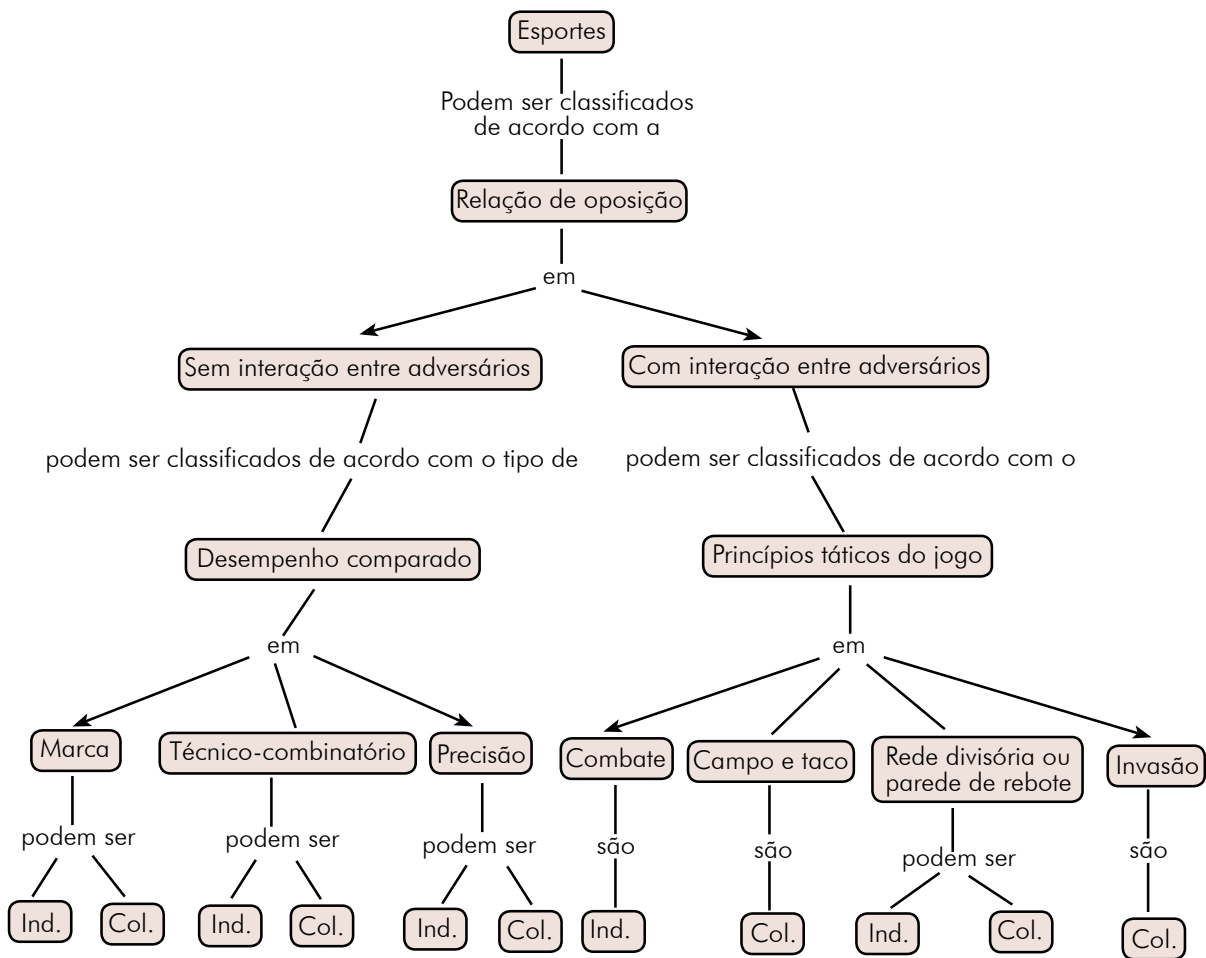 Esportes
Podem ser classificados
de acordo com a
Relação de oposição
em
Sem interação entre adversários
Com interação entre adversários
podem ser classificados de acordo com o tipo de
podem ser classificados de acordo com o
Desempenho comparado
Princípios táticos do jogo
em
em
Marca
Técnico-combinatório
Precisão
Combate
Campo e taco
Rede divisória ou
parede de rebote
Invasão
podem ser
podem ser
podem ser
são
são
podem ser
são
Ind.
Col.
Ind.
Col.
Ind.
Col.
Ind.
Col.
Ind.
Col.
Col.